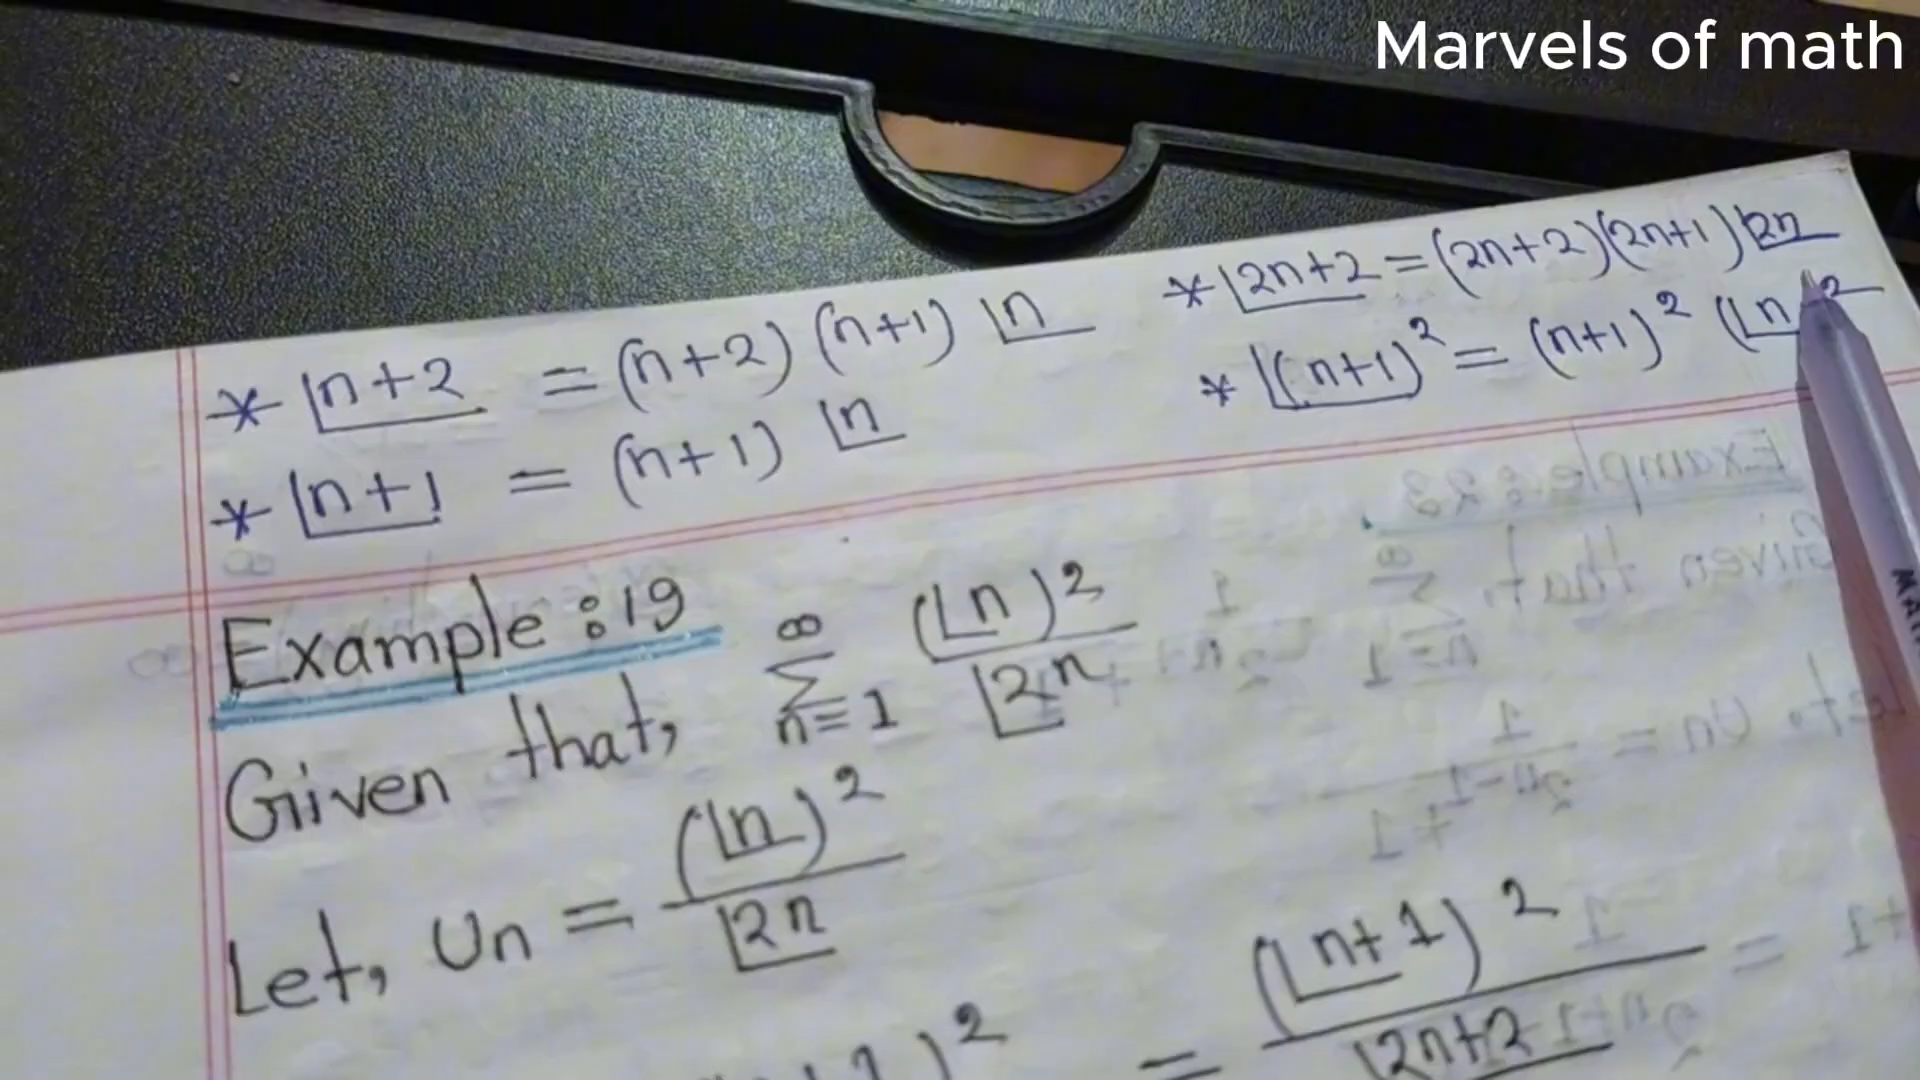 Marvels of math
* ⌊n+2 = (n+2) (n+1) ⌊n
* ⌊n+1 = (n+1) ⌊n
* ⌊2n+2 = (2n+2)(2n+1) ⌊2n
* ⌊(n+1)² = (n+1)² (⌊n)²
Example : 19
Given that, ∑ n=1 ∞ (⌊n)² / ⌊2n
Let, Un = (⌊n)² / ⌊2n
= (⌊n+1)² / ⌊2n+2